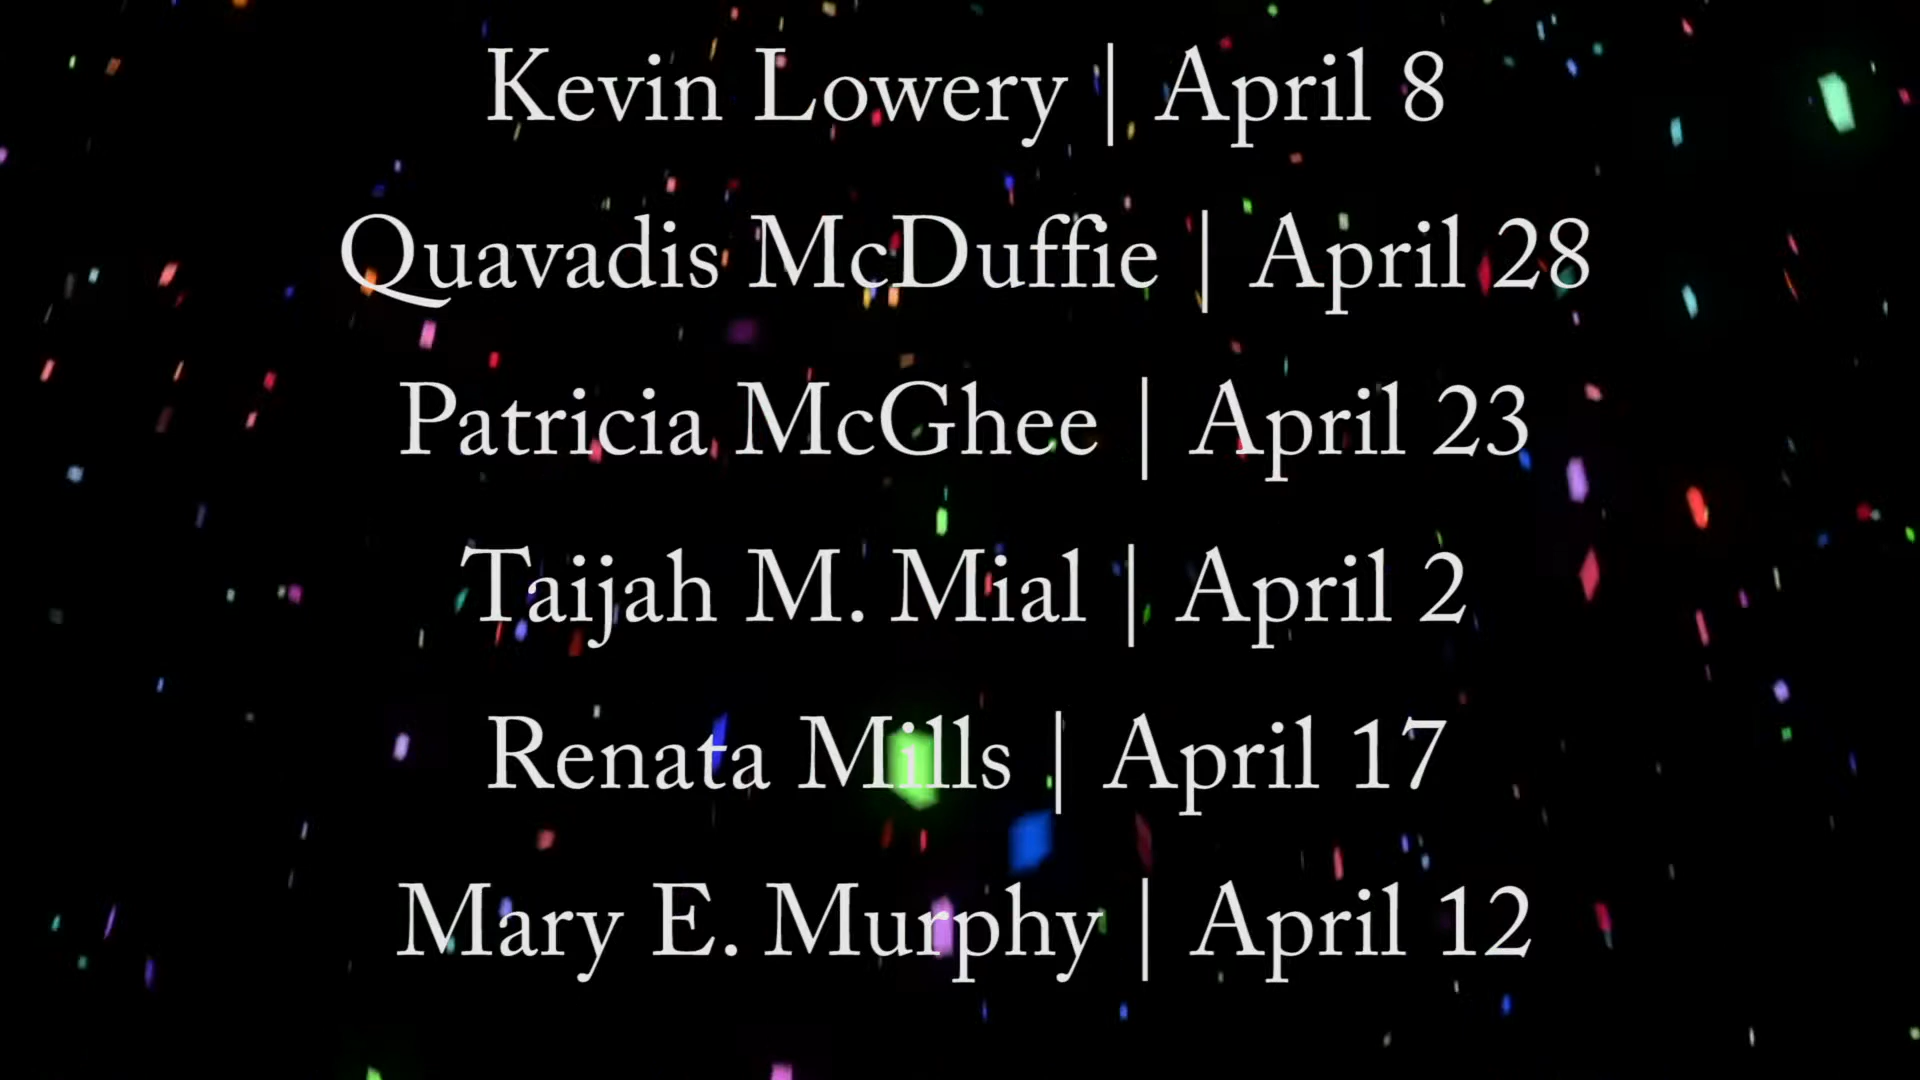 Kevin Lowery | April 8
Quavadis McDuffie | April 28
Patricia McGhee | April 23
Taijah M. Mial | April 2
Renata Mills | April 17
Mary E. Murphy | April 12